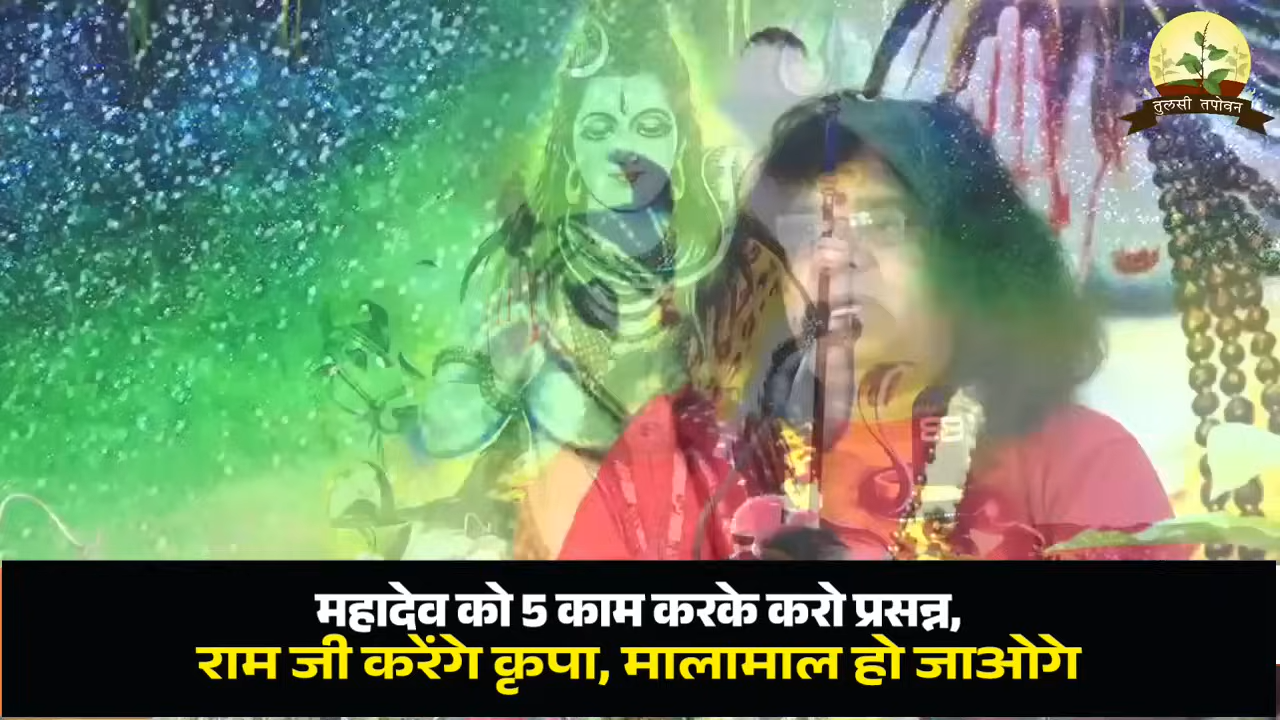 तुलसी तपोवन
महादेव को 5 काम करके करो प्रसन्न,
राम जी करेंगे कृपा, मालामाल हो जाओगे